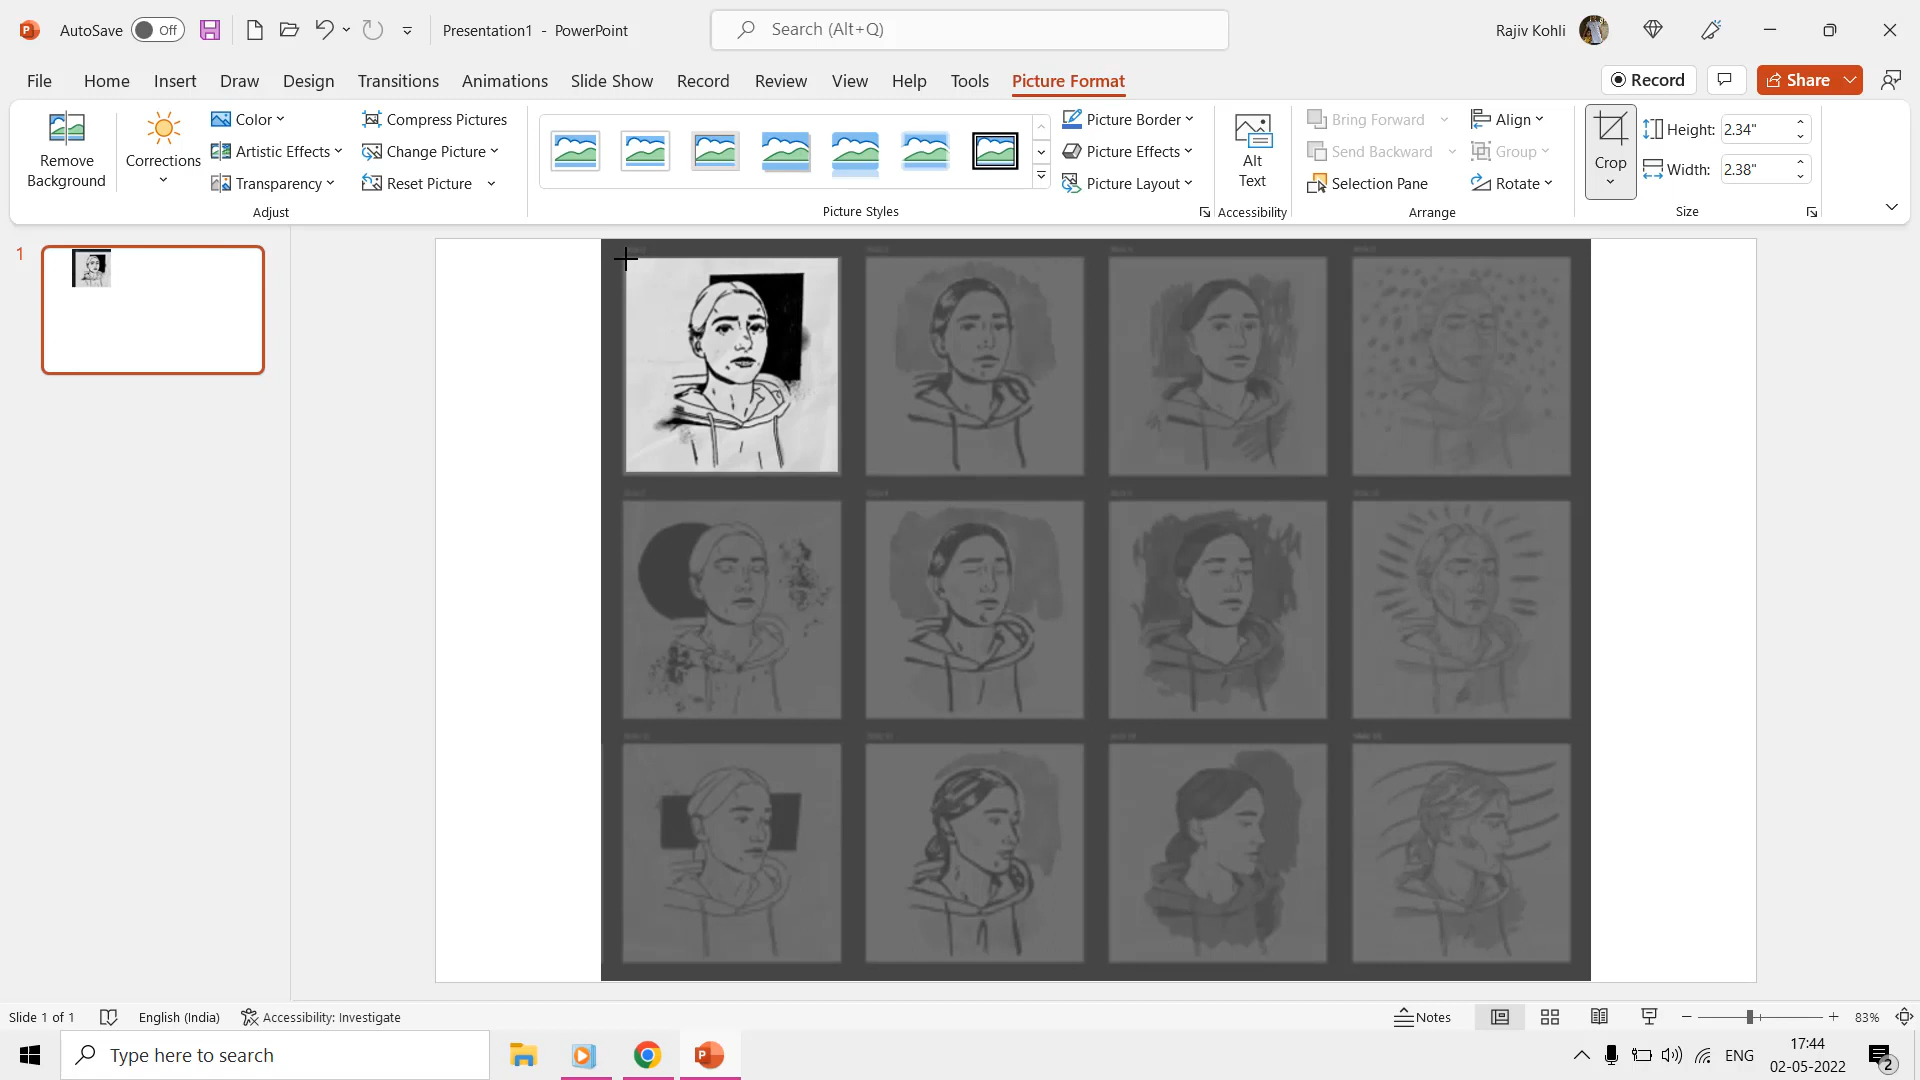 AutoSave Off Presentation1 - PowerPoint Search (Alt+Q) Rajiv Kohli
File Home Insert Draw Design Transitions Animations Slide Show Record Review View Help Tools Picture Format Record Share
Remove Background
Corrections
Color
Artistic Effects
Transparency
Compress Pictures
Change Picture
Reset Picture
Adjust
Picture Styles
Picture Border
Picture Effects
Picture Layout
Alt Text
Accessibility
Bring Forward
Send Backward
Selection Pane
Align
Group
Rotate
Arrange
Crop
Height: 2.34"
Width: 2.38"
Size
1
Slide 1 of 1 English (India) Accessibility: Investigate Notes 83%
Type here to search ENG 17:44
02-05-2022
2